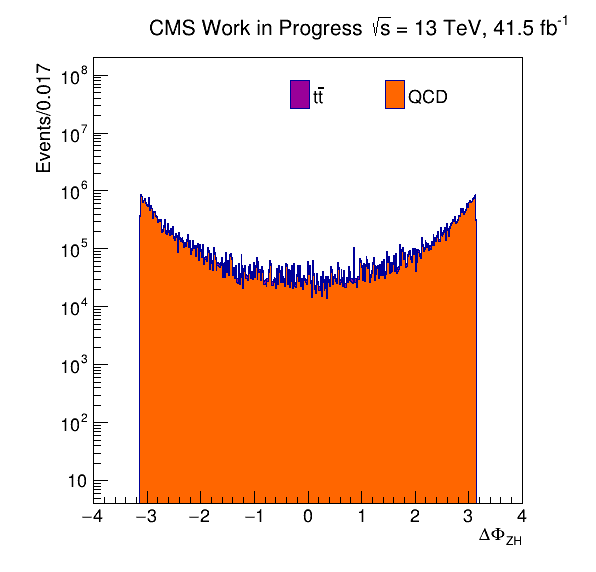 CMS Work in Progress √s = 13 TeV, 41.5 fb⁻¹
Events/0.017
tt̄ QCD
10⁸
10⁷
10⁶
10⁵
10⁴
10³
10²
10
−4 −3 −2 −1 0 1 2 3 4
ΔΦ_ZH